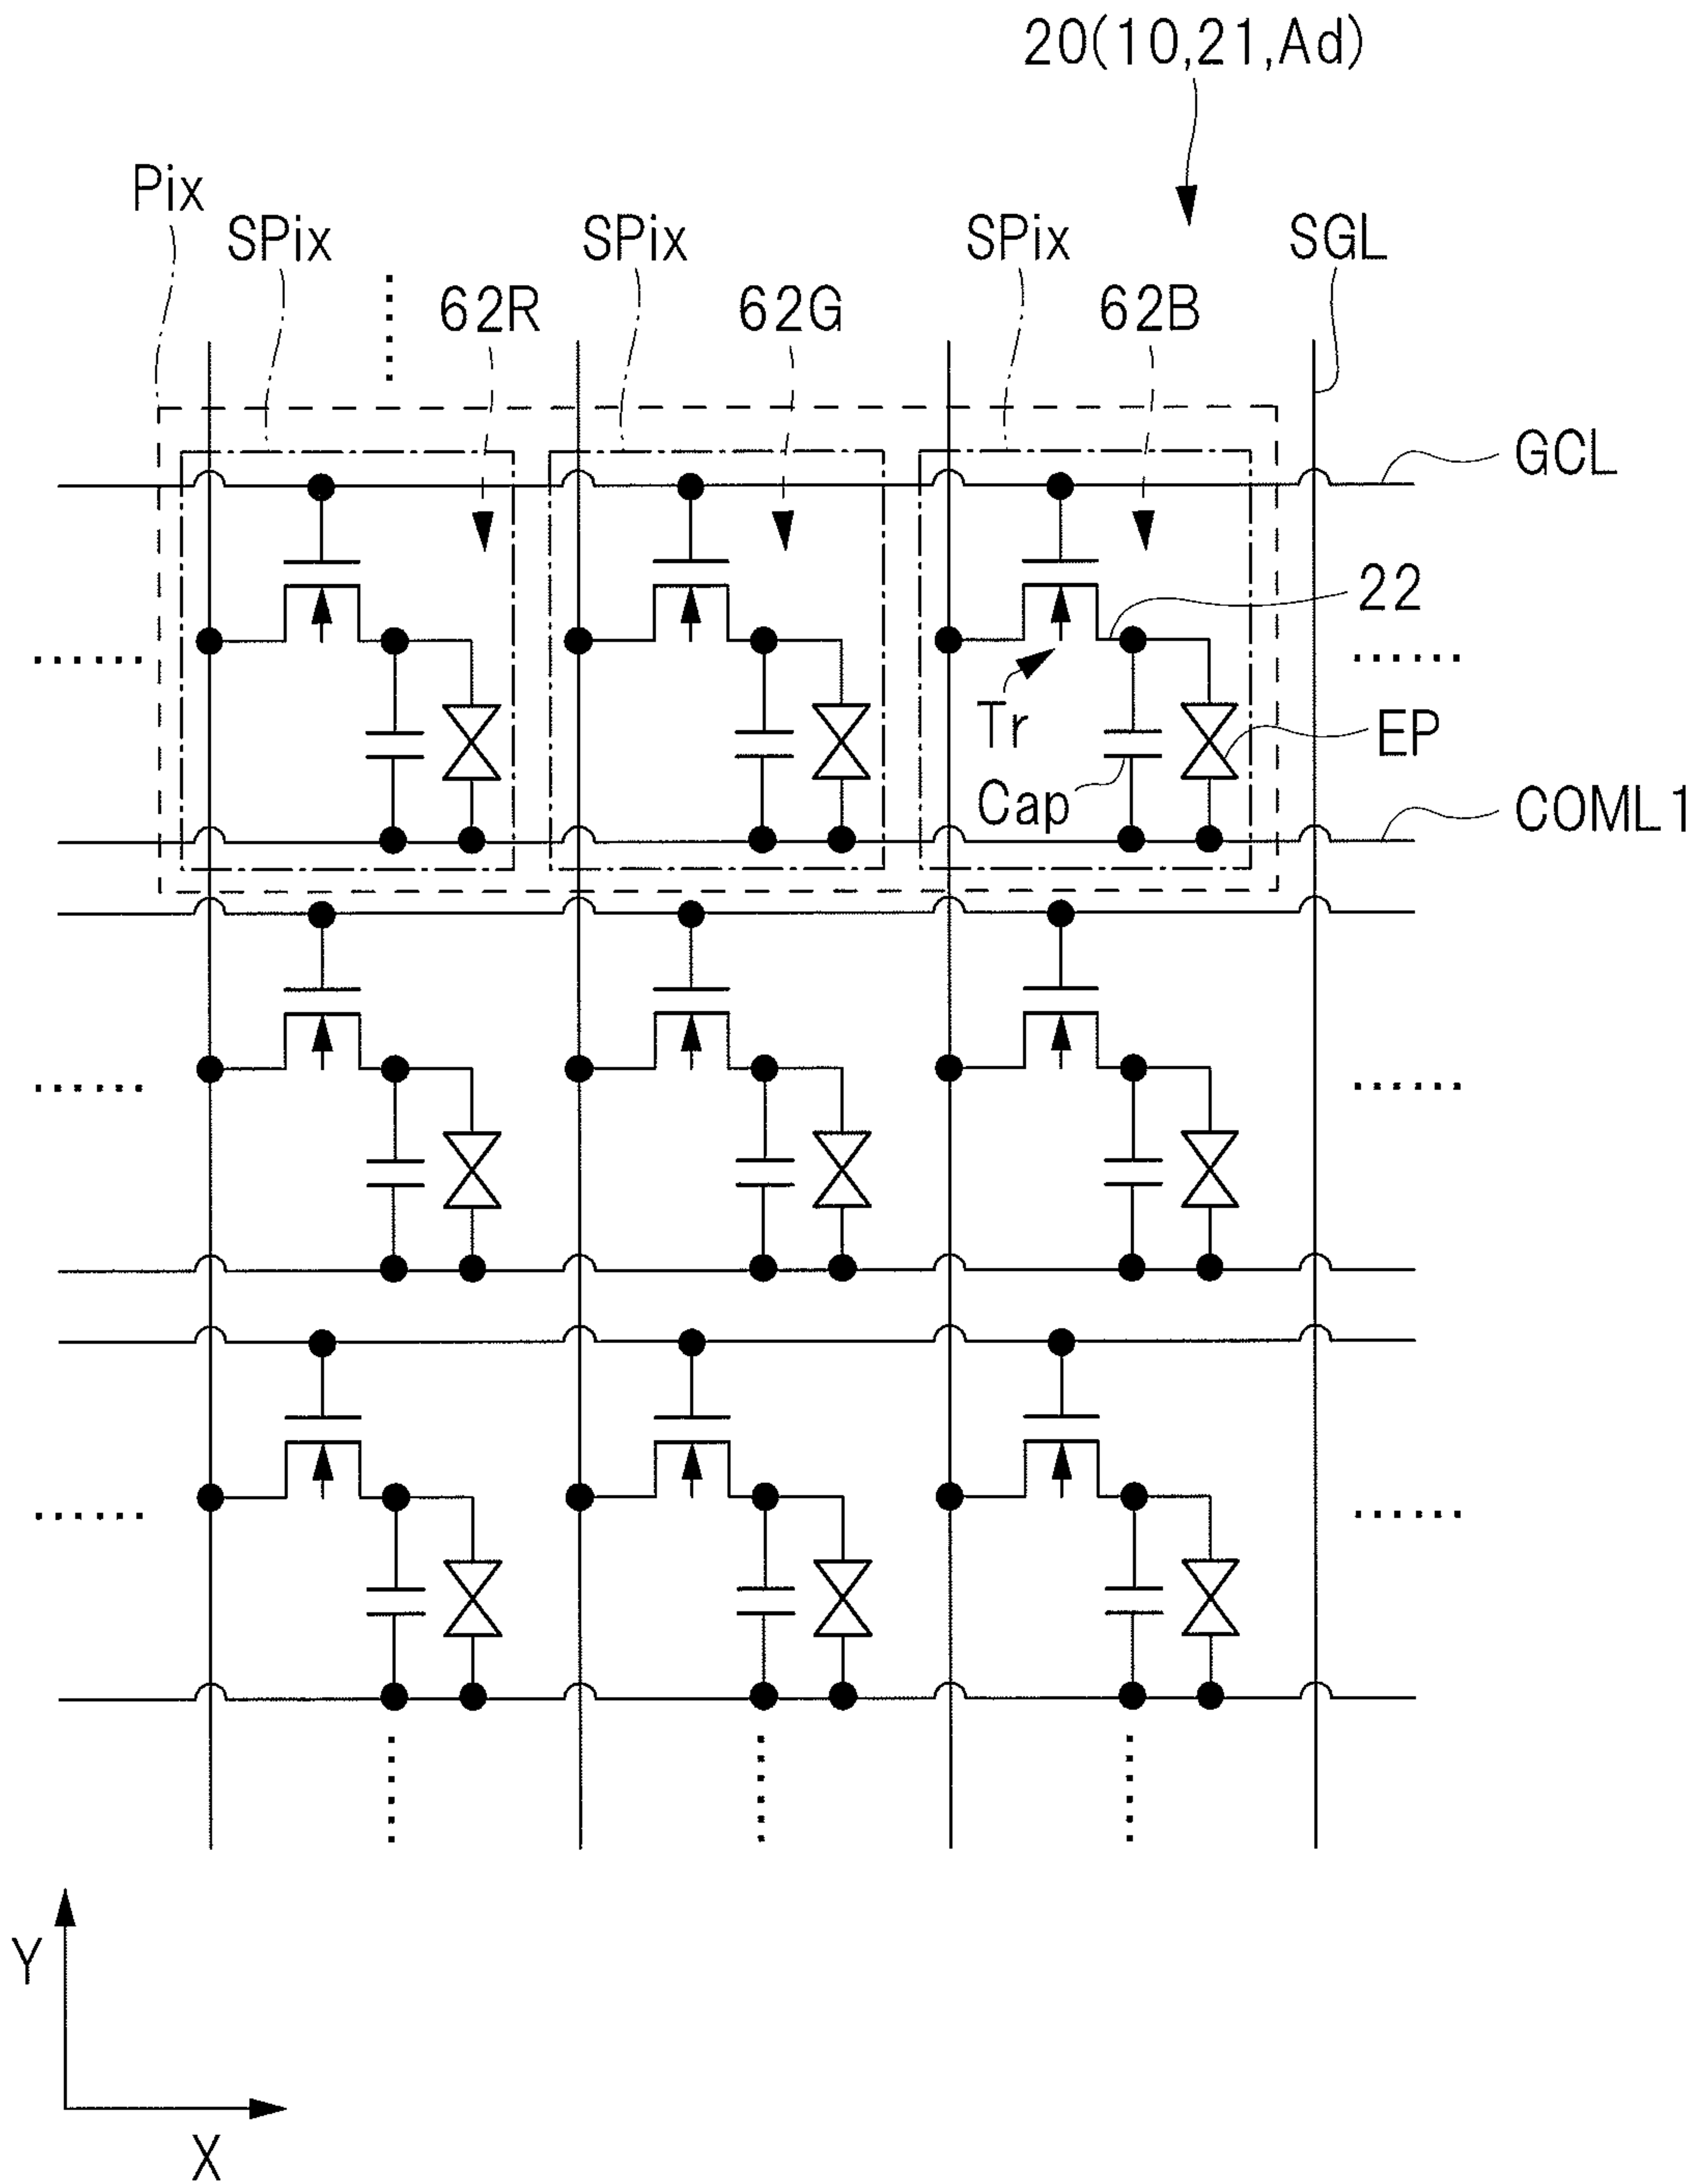 20(10,21,Ad)
Pix
SPix
SPix
SPix
SGL
62R
62G
62B
GCL
22
Tr
EP
Cap
COML1
Y
X